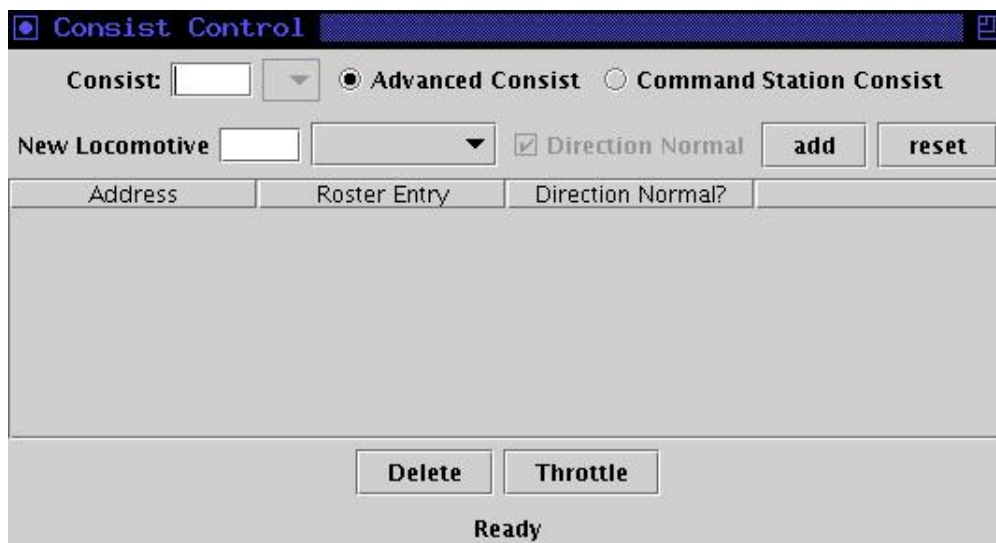 Consist Control
Consist: Advanced Consist Command Station Consist
New Locomotive Direction Normal add reset
Address Roster Entry Direction Normal?
Delete Throttle
Ready